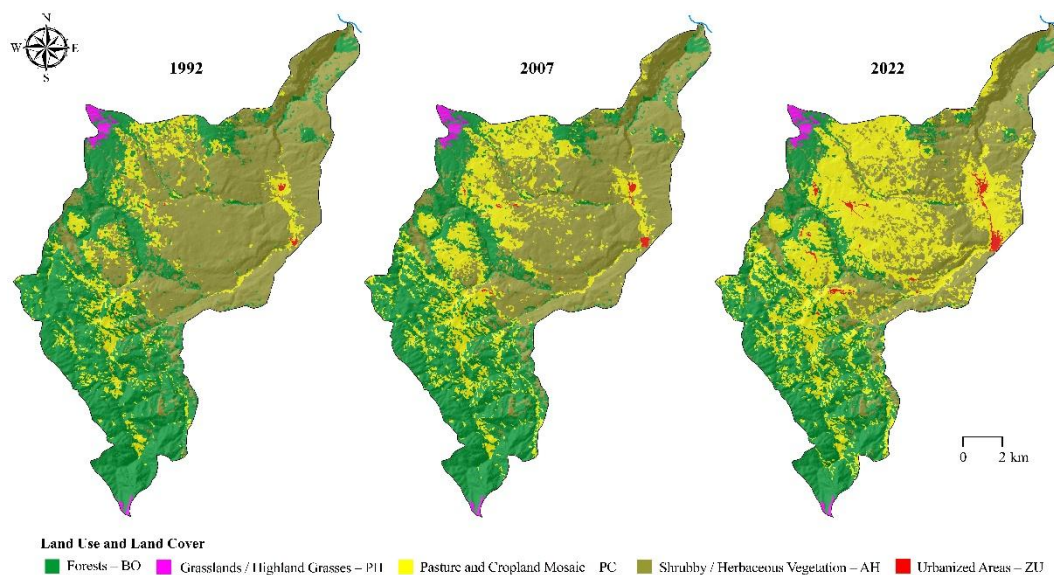 N
W E
S
1992
2007
2022
0 2 km
Land Use and Land Cover
Forests – BO Grasslands / Highland Grasses – PH Pasture and Cropland Mosaic – PC Shrubby / Herbaceous Vegetation – AH Urbanized Areas – ZU